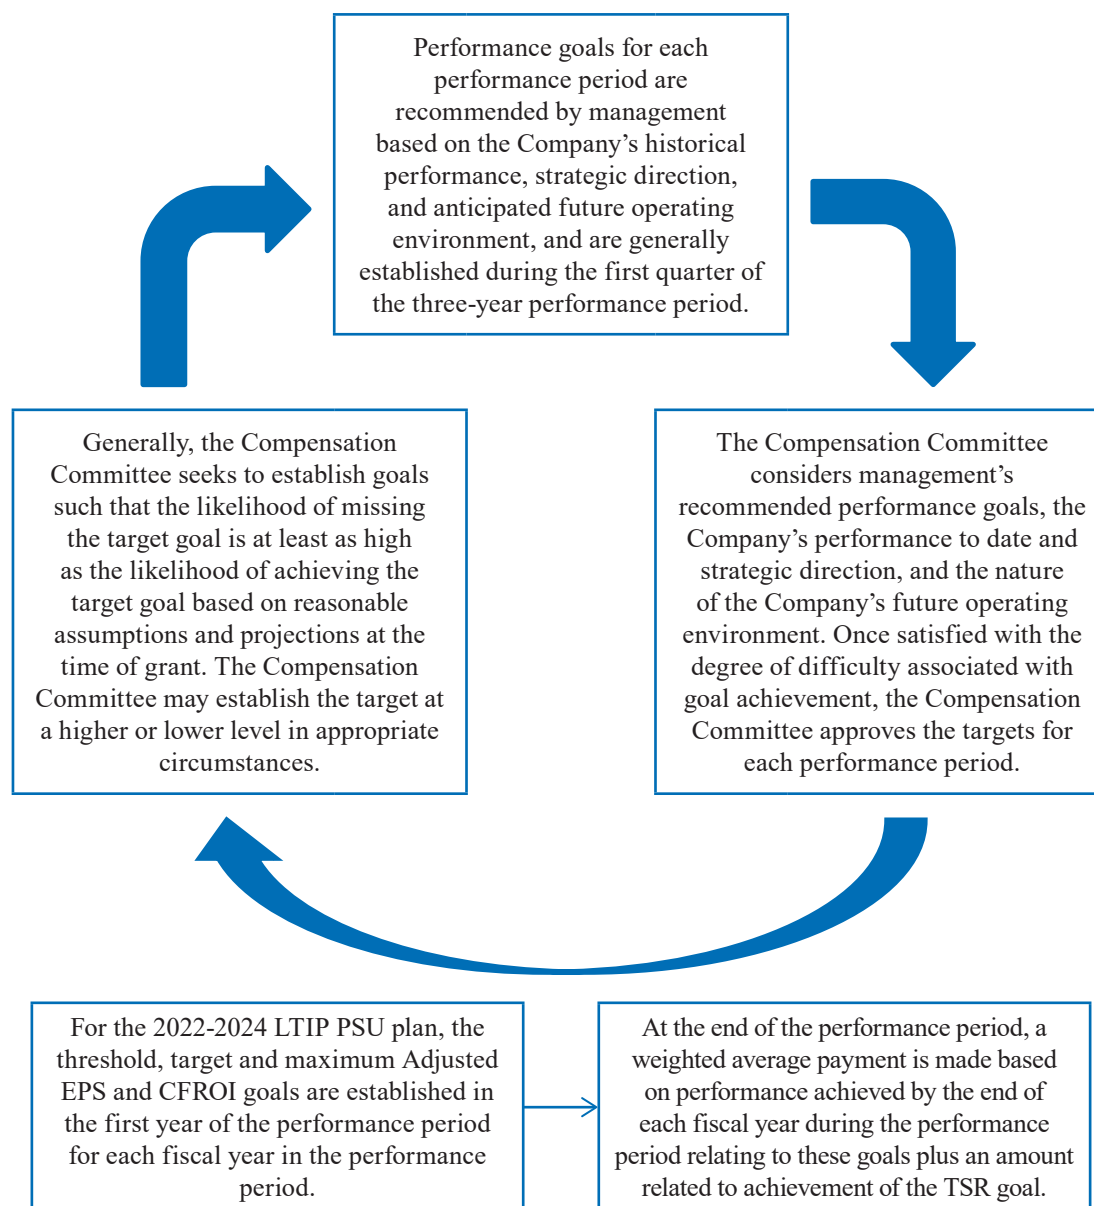 Performance goals for each
performance period are
recommended by management
based on the Company’s historical
performance, strategic direction,
and anticipated future operating
environment, and are generally
established during the first quarter of
the three-year performance period.
Generally, the Compensation
Committee seeks to establish goals
such that the likelihood of missing
the target goal is at least as high
as the likelihood of achieving the
target goal based on reasonable
assumptions and projections at the
time of grant. The Compensation
Committee may establish the target at
a higher or lower level in appropriate
circumstances.
The Compensation Committee
considers management’s
recommended performance goals, the
Company’s performance to date and
strategic direction, and the nature
of the Company’s future operating
environment. Once satisfied with the
degree of difficulty associated with
goal achievement, the Compensation
Committee approves the targets for
each performance period.
For the 2022-2024 LTIP PSU plan, the
threshold, target and maximum Adjusted
EPS and CFROI goals are established in
the first year of the performance period
for each fiscal year in the performance
period.
At the end of the performance period, a
weighted average payment is made based
on performance achieved by the end of
each fiscal year during the performance
period relating to these goals plus an amount
related to achievement of the TSR goal.